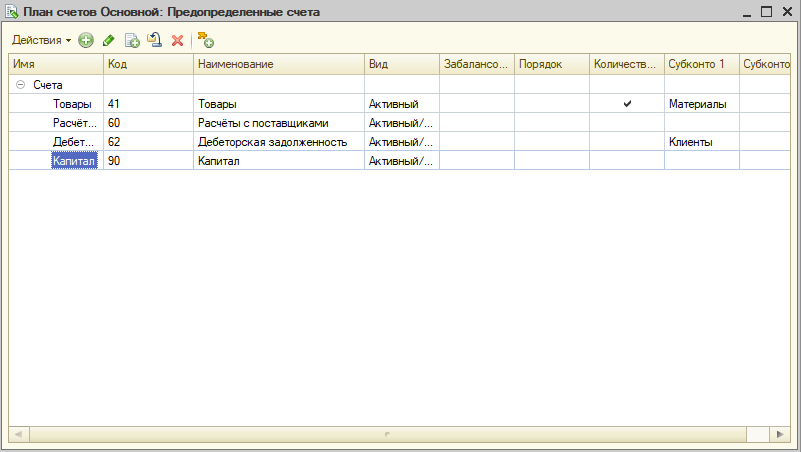 План счетов Основной: Предопределенные счета
Действия
Имя Код Наименование Вид Забалансо... Порядок Количеств... Субконто 1 Субконто
Счета
Товары 41 Товары Активный Материалы
Расчёт... 60 Расчёты с поставщиками Активный/...
Дебет... 62 Дебеторская задолженность Активный/... Клиенты
Капитал 90 Капитал Активный/...